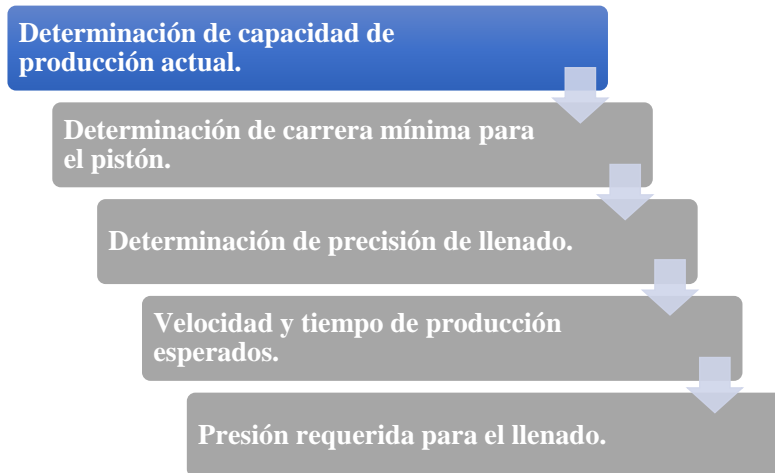 Determinación de capacidad de
producción actual.
Determinación de carrera mínima para
el pistón.
Determinación de precisión de llenado.
Velocidad y tiempo de producción
esperados.
Presión requerida para el llenado.